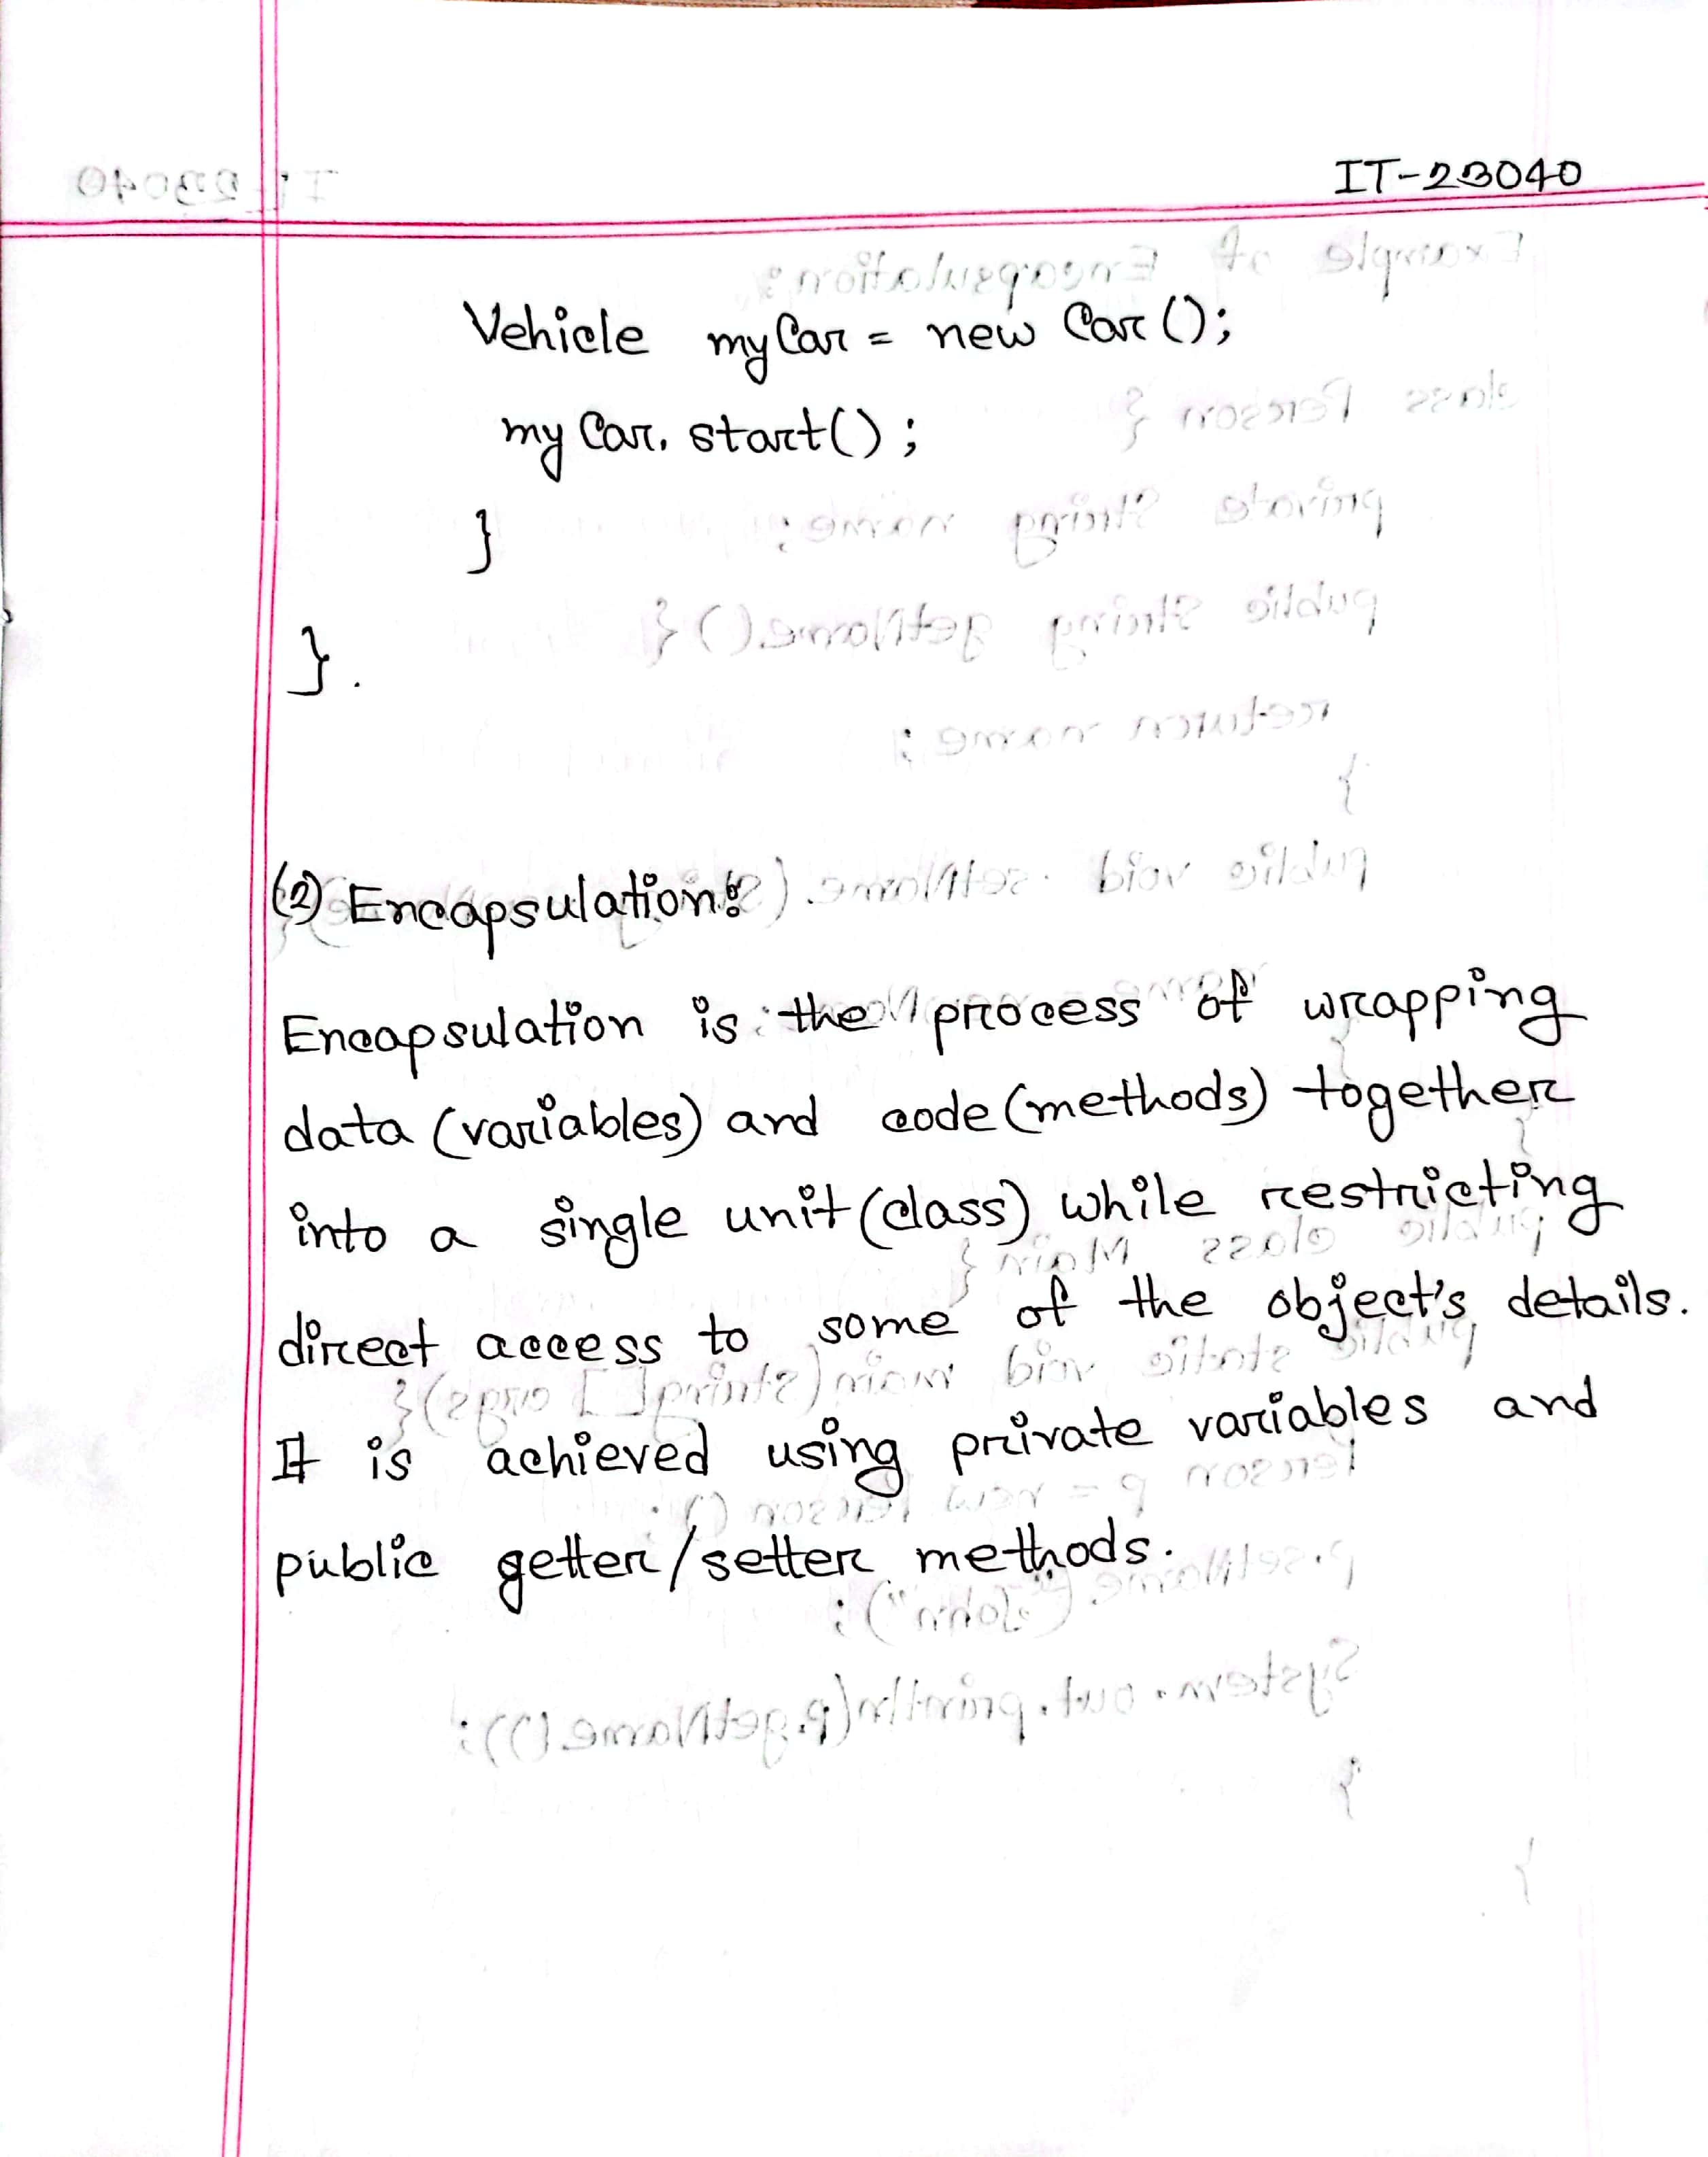 IT-23040
Vehicle myCar = new Car();
myCar.start();
}
}.
(2) Encapsulation:
Encapsulation is the process of wrapping
data (variables) and code (methods) together
into a single unit (class) while restricting
direct access to some of the object's details.
It is achieved using private variables and
public getter/setter methods.